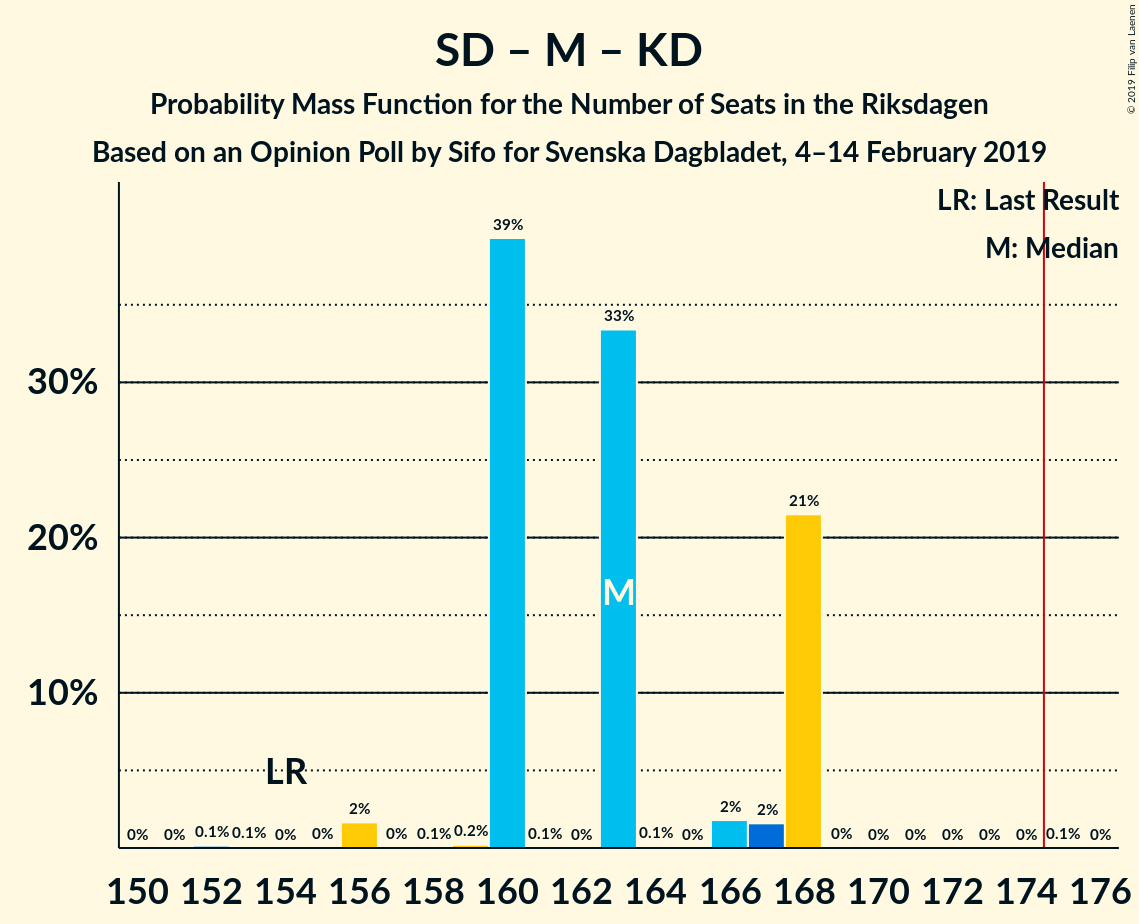 © 2019 Filip van Laenen
SD – M – KD
Probability Mass Function for the Number of Seats in the Riksdagen
Based on an Opinion Poll by Sifo for Svenska Dagbladet, 4–14 February 2019
LR: Last Result
M: Median
39%
33%
30%
21%
20%
M
10%
LR
0% 0% 0.1% 0.1% 0% 0% 2% 0% 0.1% 0.2% 0.1% 0% 0.1% 0% 2% 2% 0% 0% 0% 0% 0% 0% 0.1% 0%
150 152 154 156 158 160 162 164 166 168 170 172 174 176